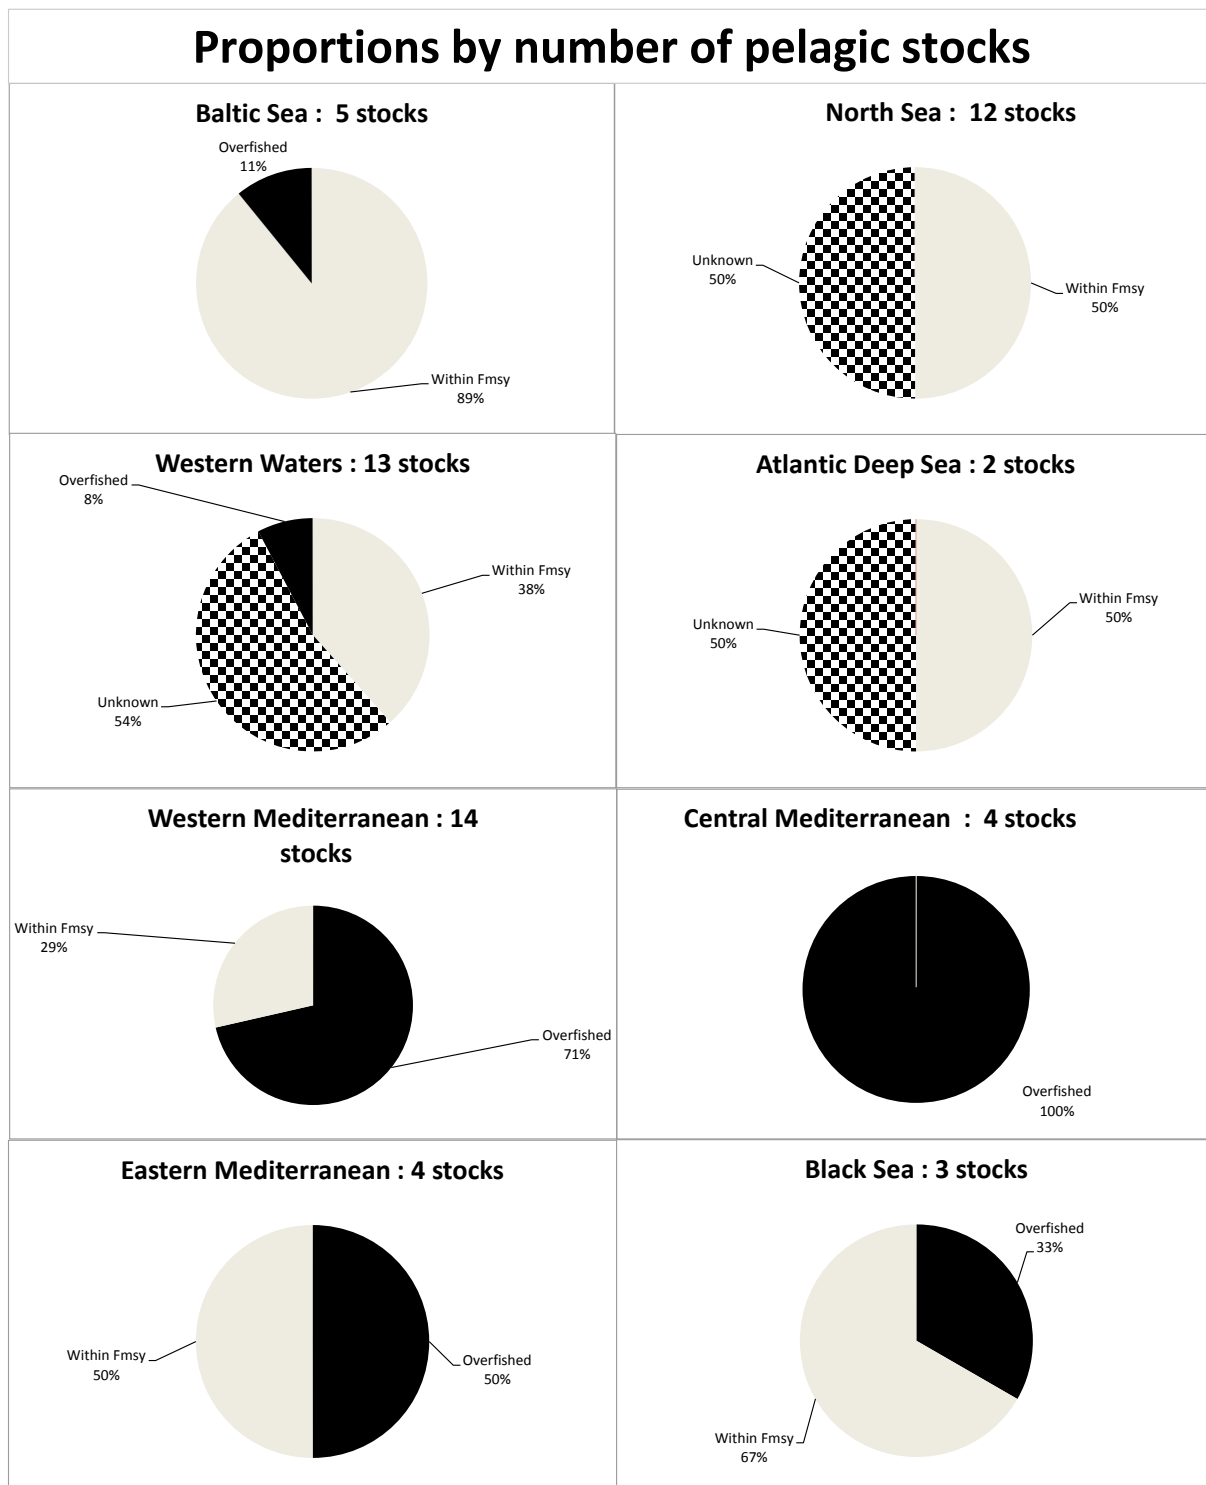 Proportions by number of pelagic stocks
Baltic Sea : 5 stocks
Overfished
11%
Within Fmsy
89%
North Sea : 12 stocks
Unknown
50%
Within Fmsy
50%
Western Waters : 13 stocks
Overfished
8%
Within Fmsy
38%
Unknown
54%
Atlantic Deep Sea : 2 stocks
Within Fmsy
50%
Unknown
50%
Western Mediterranean : 14
stocks
Within Fmsy
29%
Overfished
71%
Central Mediterranean : 4 stocks
Overfished
100%
Eastern Mediterranean : 4 stocks
Within Fmsy
50%
Overfished
50%
Black Sea : 3 stocks
Overfished
33%
Within Fmsy
67%